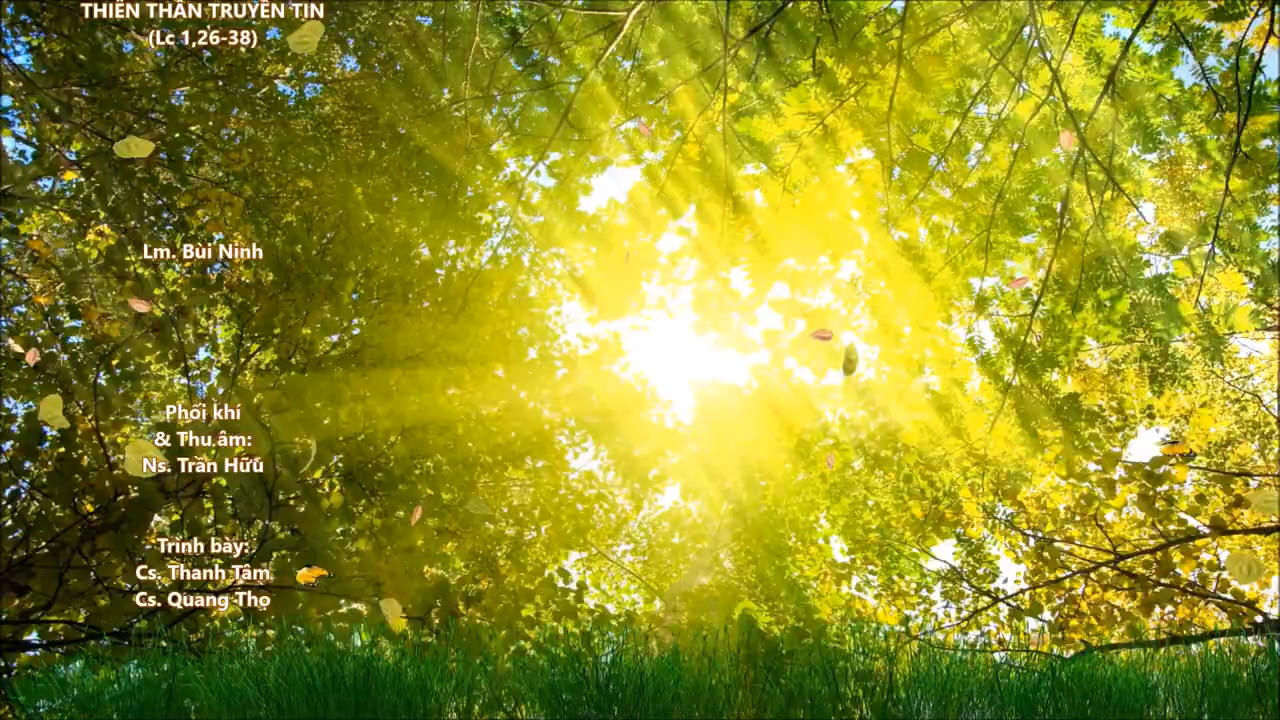 THIÊN THẦN TRUYỀN TIN
(Lc 1,26-38)
Lm. Bùi Ninh
Phối khí
& Thu âm:
Ns. Trần Hữu
Trình bày:
Cs. Thanh Tâm
Cs. Quang Thọ